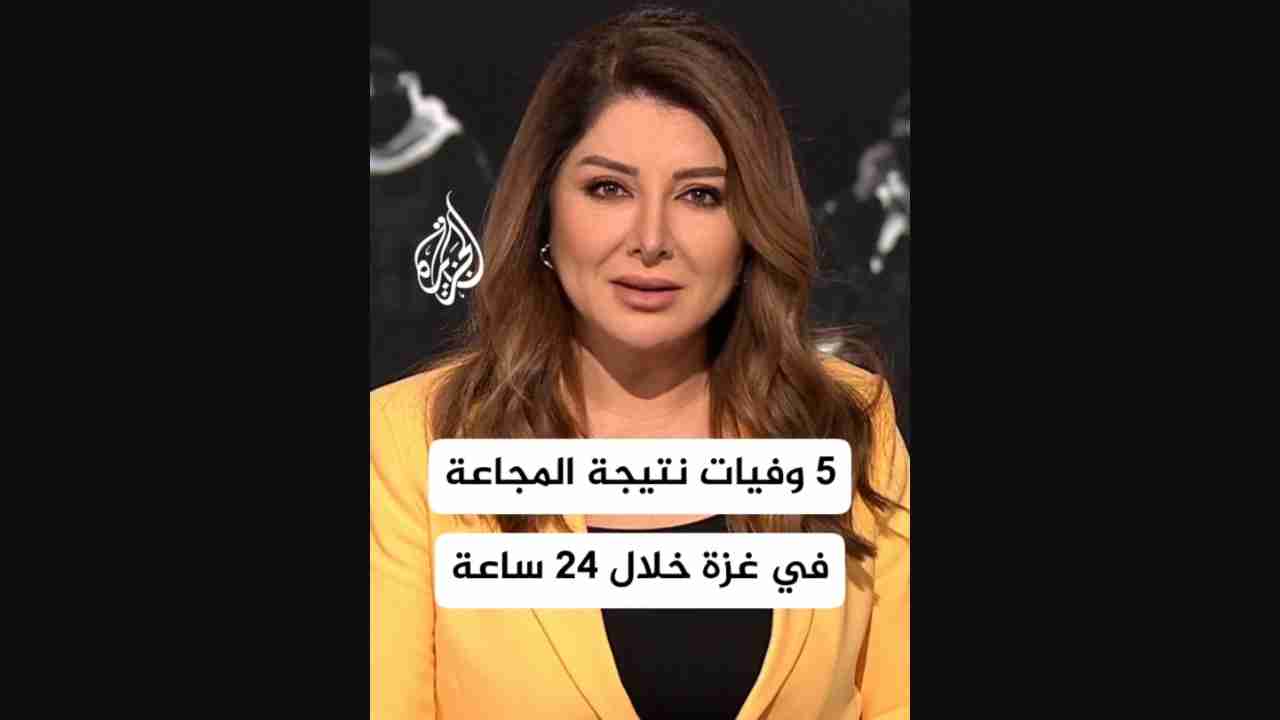 الجزيرة
5 وفيات نتيجة المجاعة
في غزة خلال 24 ساعة